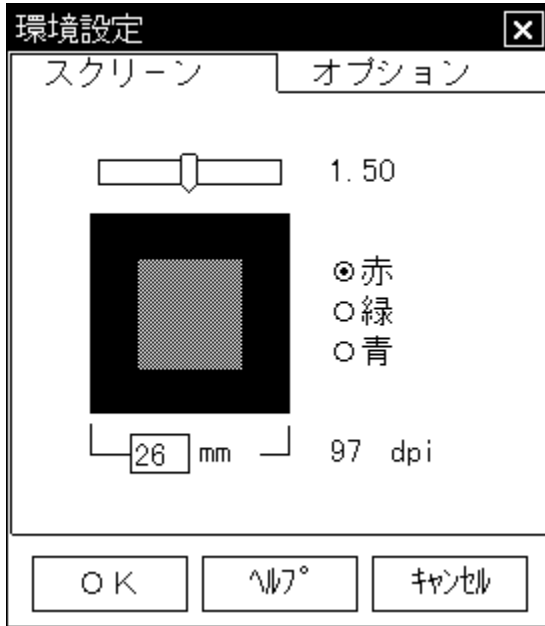 環境設定
スクリーン オプション
1.50
赤
緑
青
26 mm 97 dpi
OK ヘルプ キャンセル